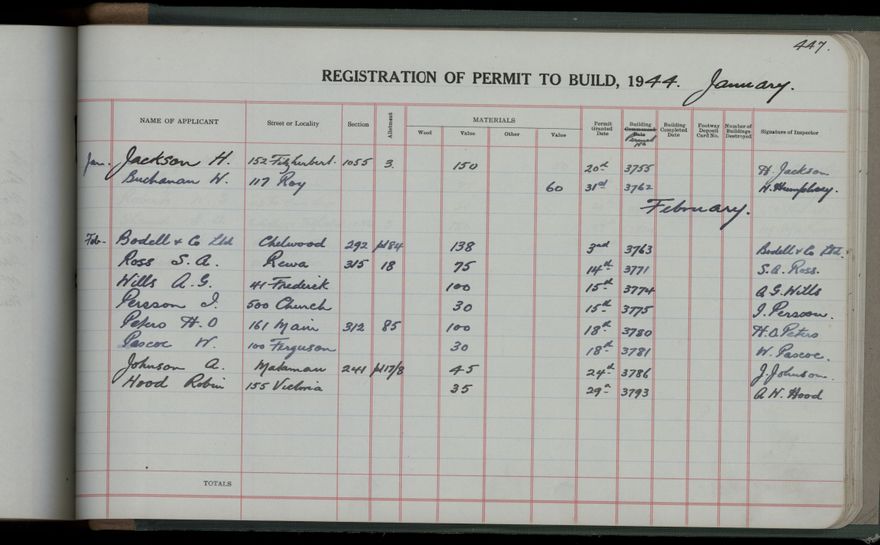 447.
REGISTRATION OF PERMIT TO BUILD, 1944. January.
NAME OF APPLICANT Street or Locality Section Allotment MATERIALS Permit Granted Date Building Commenced Date Permit No Building Completed Date Footway Deposit Card No. Number of Buildings Destroyed Signature of Inspector
Wood Value Other Value
Jan. Jackson H. 152 Fitzherbert 1055 3. 150 20th 3755 H. Jackson
Buchanan W. 117 Roy 60 31st 3762 H. Humphrey.
February.
Feb. Bodell & Co Ltd Chelwood 292 pt 84 138 3rd 3763 Bodell & Co Ltd.
Ross S. A. Rewa 315 18 75 14th 3771 S. A. Ross.
Wills A. G. 41 Frederick 100 15th 3774 A G. Wills
Persson I. 500 Church 30 15th 3775 I. Persson.
Peters H. O 161 Main 312 85 100 18th 3780 H. O Peters
Pascoe W. 100 Ferguson 30 18th 3781 W. Pascoe.
Johnson A. Matamau 241 pt 17/8 45 24th 3786 J. Johnson.
Hood Robin 155 Victoria 35 29th 3793 A W. Hood
TOTALS